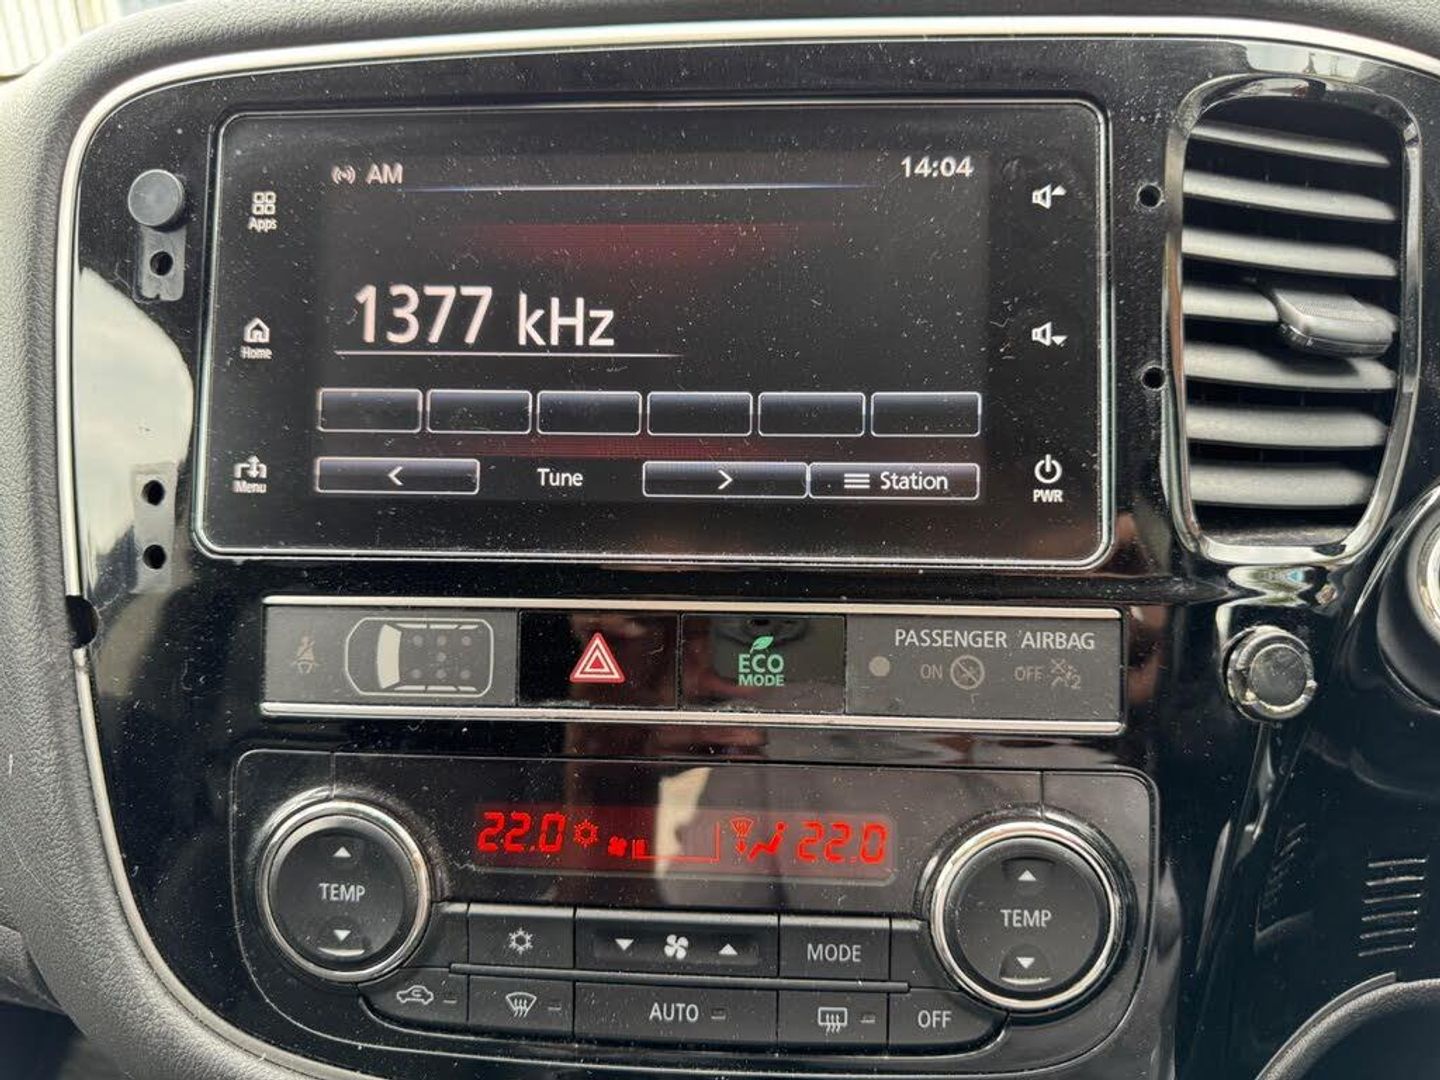 AM
14:04
Apps
1377 kHz
Home
Tune
Station
Menu
PWR
PASSENGER AIRBAG
ON
OFF
2
ECO
MODE
22.0
22.0
TEMP
TEMP
MODE
AUTO
OFF